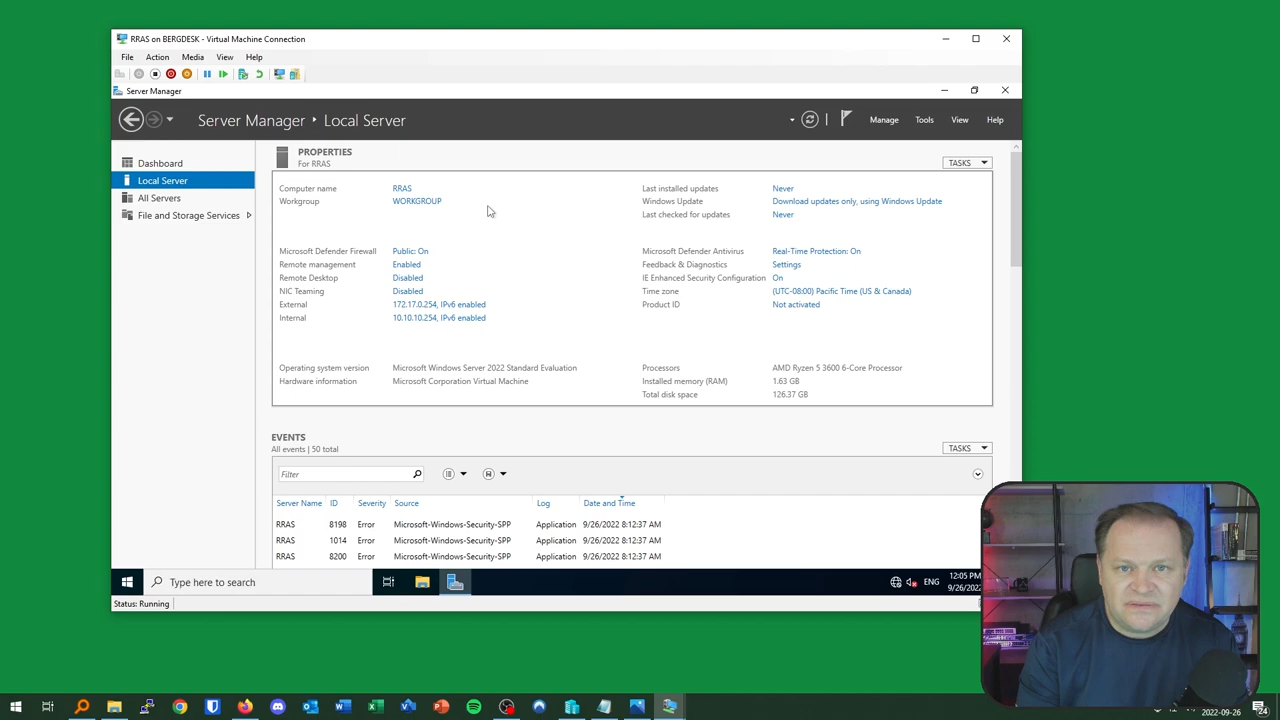 RRAS on BERGDESK - Virtual Machine Connection
File Action Media View Help
Server Manager
Server Manager • Local Server
Manage Tools View Help
Dashboard
Local Server
All Servers
File and Storage Services
PROPERTIES
For RRAS
TASKS
Computer name RRAS
Workgroup WORKGROUP
Last installed updates Never
Windows Update Download updates only, using Windows Update
Last checked for updates Never
Microsoft Defender Firewall Public: On
Remote management Enabled
Remote Desktop Disabled
NIC Teaming Disabled
External 172.17.0.254, IPv6 enabled
Internal 10.10.10.254, IPv6 enabled
Microsoft Defender Antivirus Real-Time Protection: On
Feedback & Diagnostics Settings
IE Enhanced Security Configuration On
Time zone (UTC-08:00) Pacific Time (US & Canada)
Product ID Not activated
Operating system version Microsoft Windows Server 2022 Standard Evaluation
Hardware information Microsoft Corporation Virtual Machine
Processors AMD Ryzen 5 3600 6-Core Processor
Installed memory (RAM) 1.63 GB
Total disk space 126.37 GB
EVENTS
All events | 50 total
TASKS
Filter
Server Name ID Severity Source Log Date and Time
RRAS 8198 Error Microsoft-Windows-Security-SPP Application 9/26/2022 8:12:37 AM
RRAS 1014 Error Microsoft-Windows-Security-SPP Application 9/26/2022 8:12:37 AM
RRAS 8200 Error Microsoft-Windows-Security-SPP Application 9/26/2022 8:12:37 AM
Type here to search
ENG
12:05 PM
9/26/2022
Status: Running
2022-09-26
24